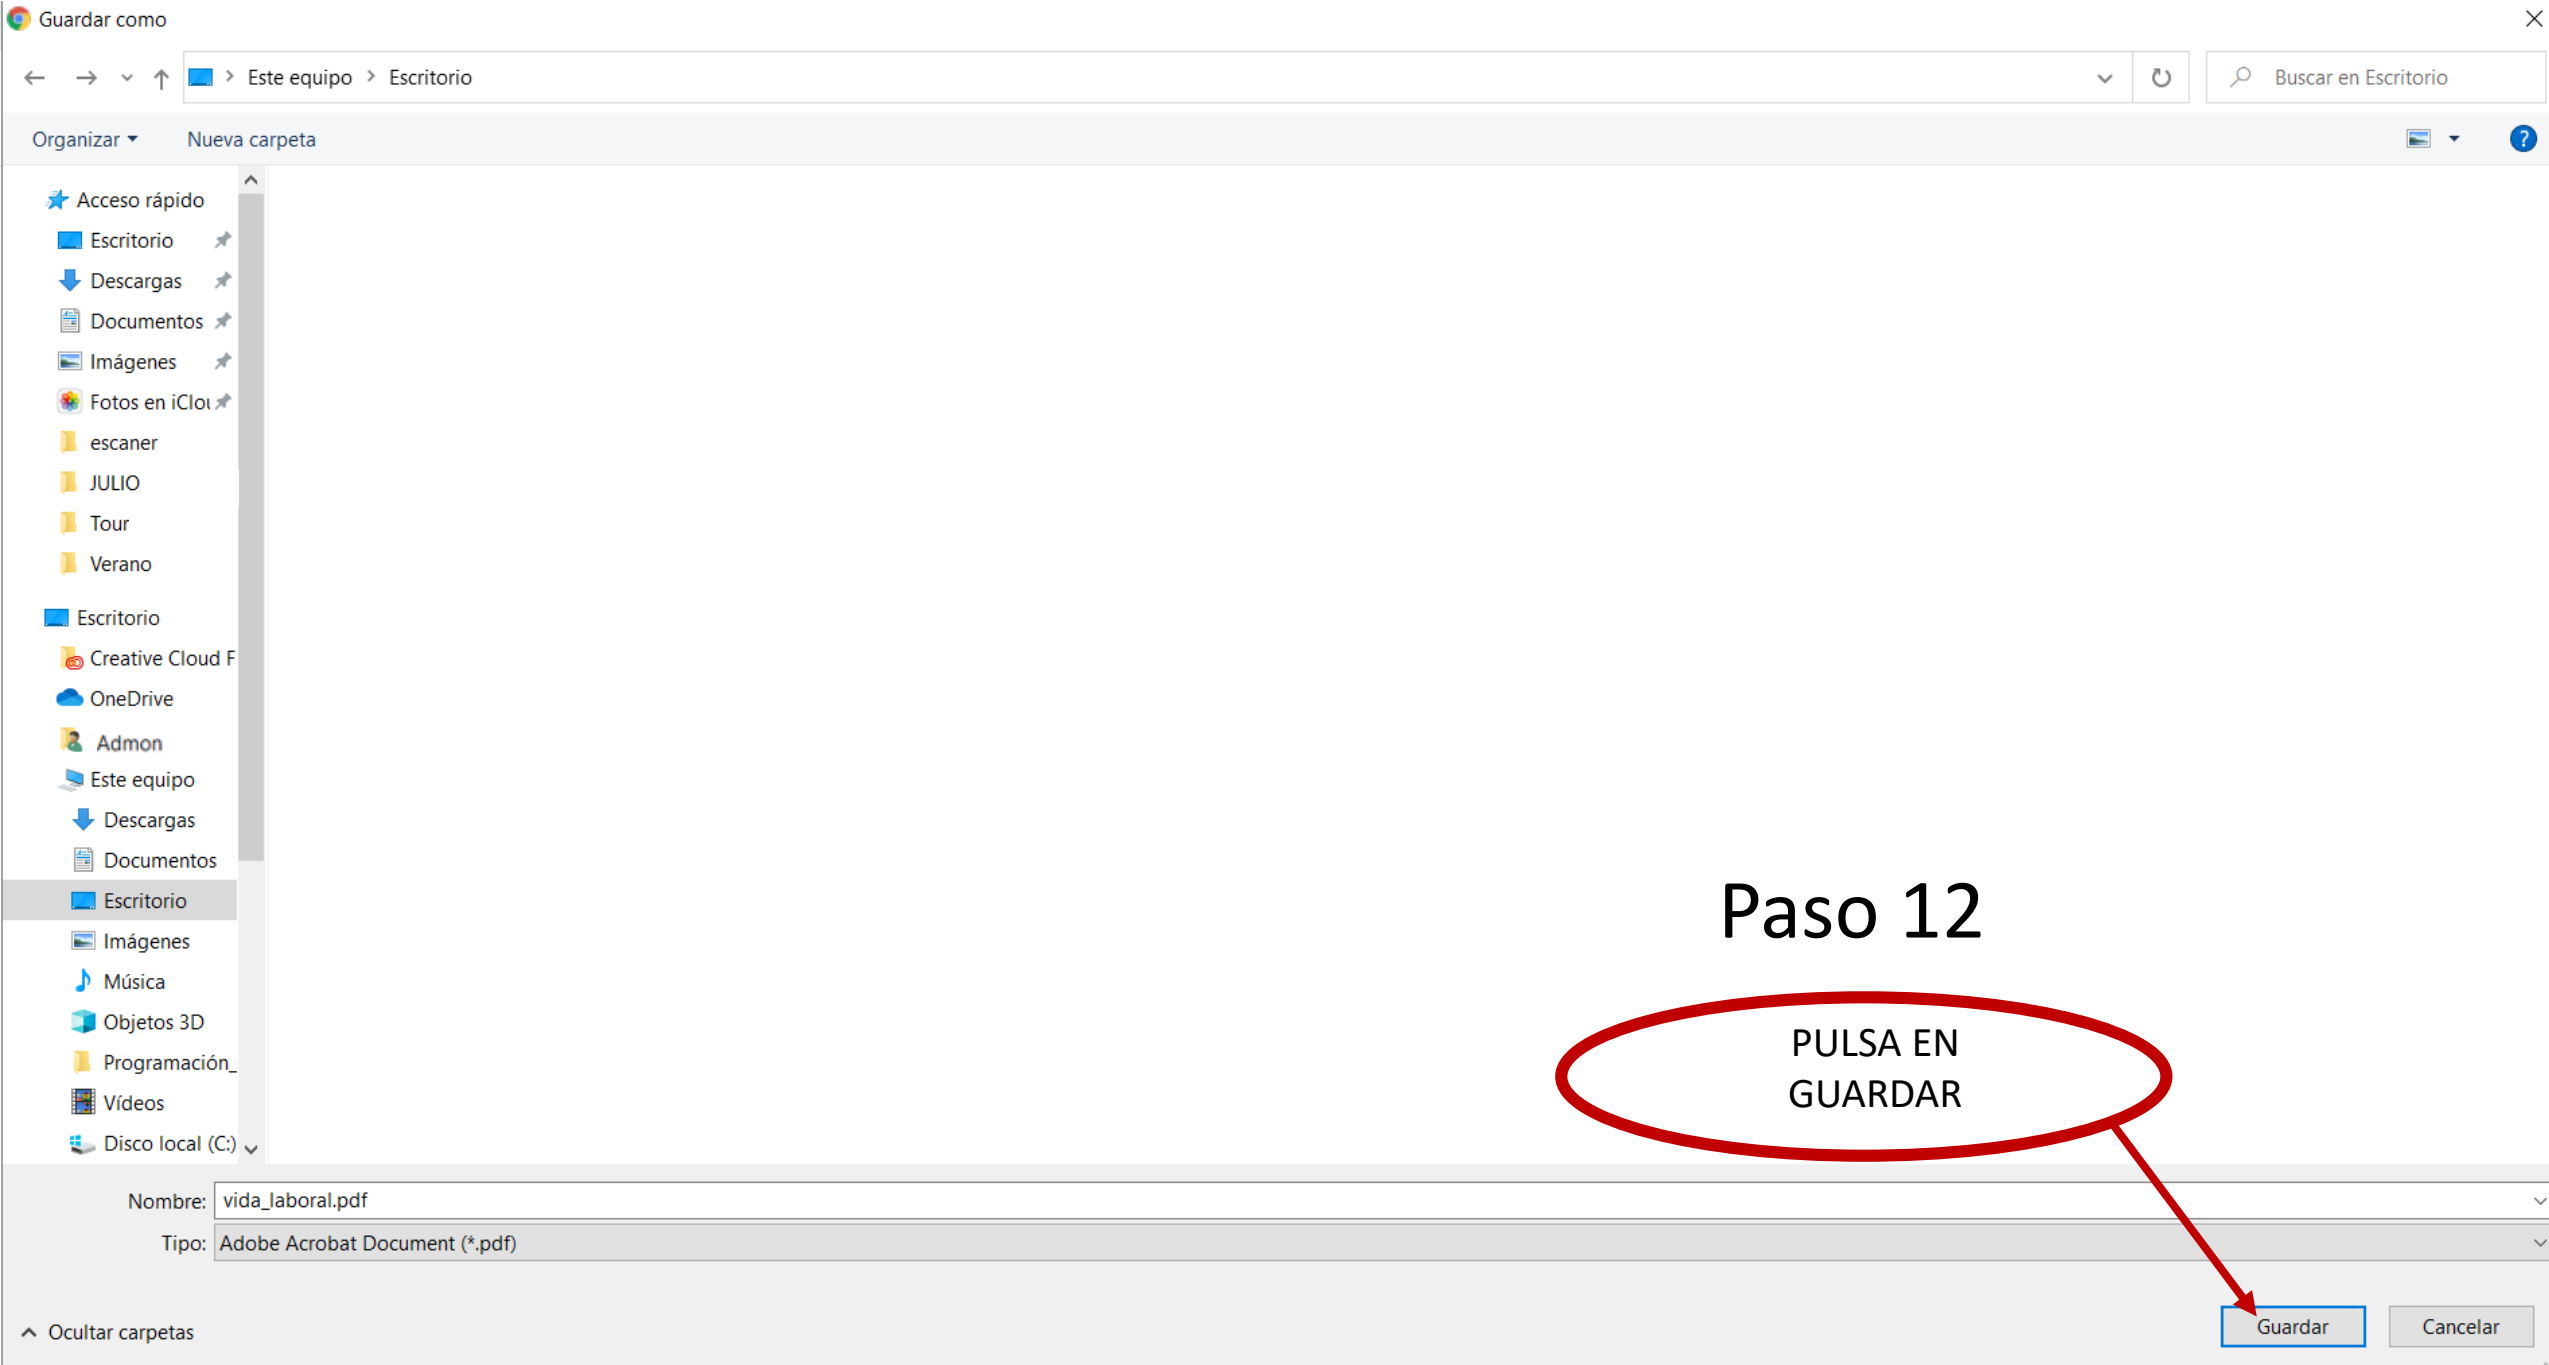 Guardar como
Este equipo > Escritorio
Buscar en Escritorio
Organizar
Nueva carpeta
Acceso rápido
Escritorio
Descargas
Documentos
Imágenes
Fotos en iClou
escaner
JULIO
Tour
Verano
Escritorio
Creative Cloud F
OneDrive
Admon
Este equipo
Descargas
Documentos
Escritorio
Imágenes
Música
Objetos 3D
Programación_
Vídeos
Disco local (C:)
Paso 12
PULSA EN
GUARDAR
Nombre: vida_laboral.pdf
Tipo: Adobe Acrobat Document (*.pdf)
Ocultar carpetas
Guardar
Cancelar